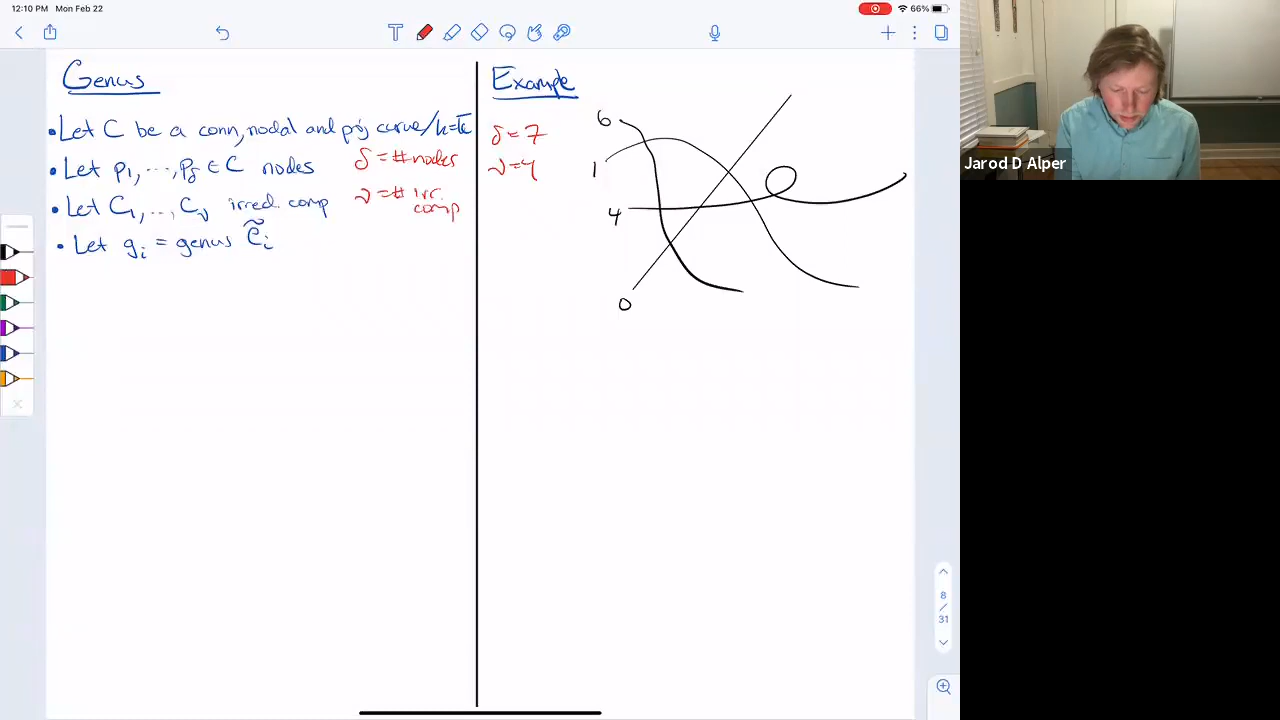 12:10 PM Mon Feb 22
66%
Genus
• Let C be a conn, nodal and proj curve/k=k̄
• Let p₁, ..., p_δ ∈ C nodes
δ = # nodes
• Let C₁, ..., C_ν irred. comp
ν = # irr. comp
• Let gᵢ = genus C̃ᵢ
Example
δ = 7
ν = 4
6
1
4
0
8
/
31
Jarod D Alper